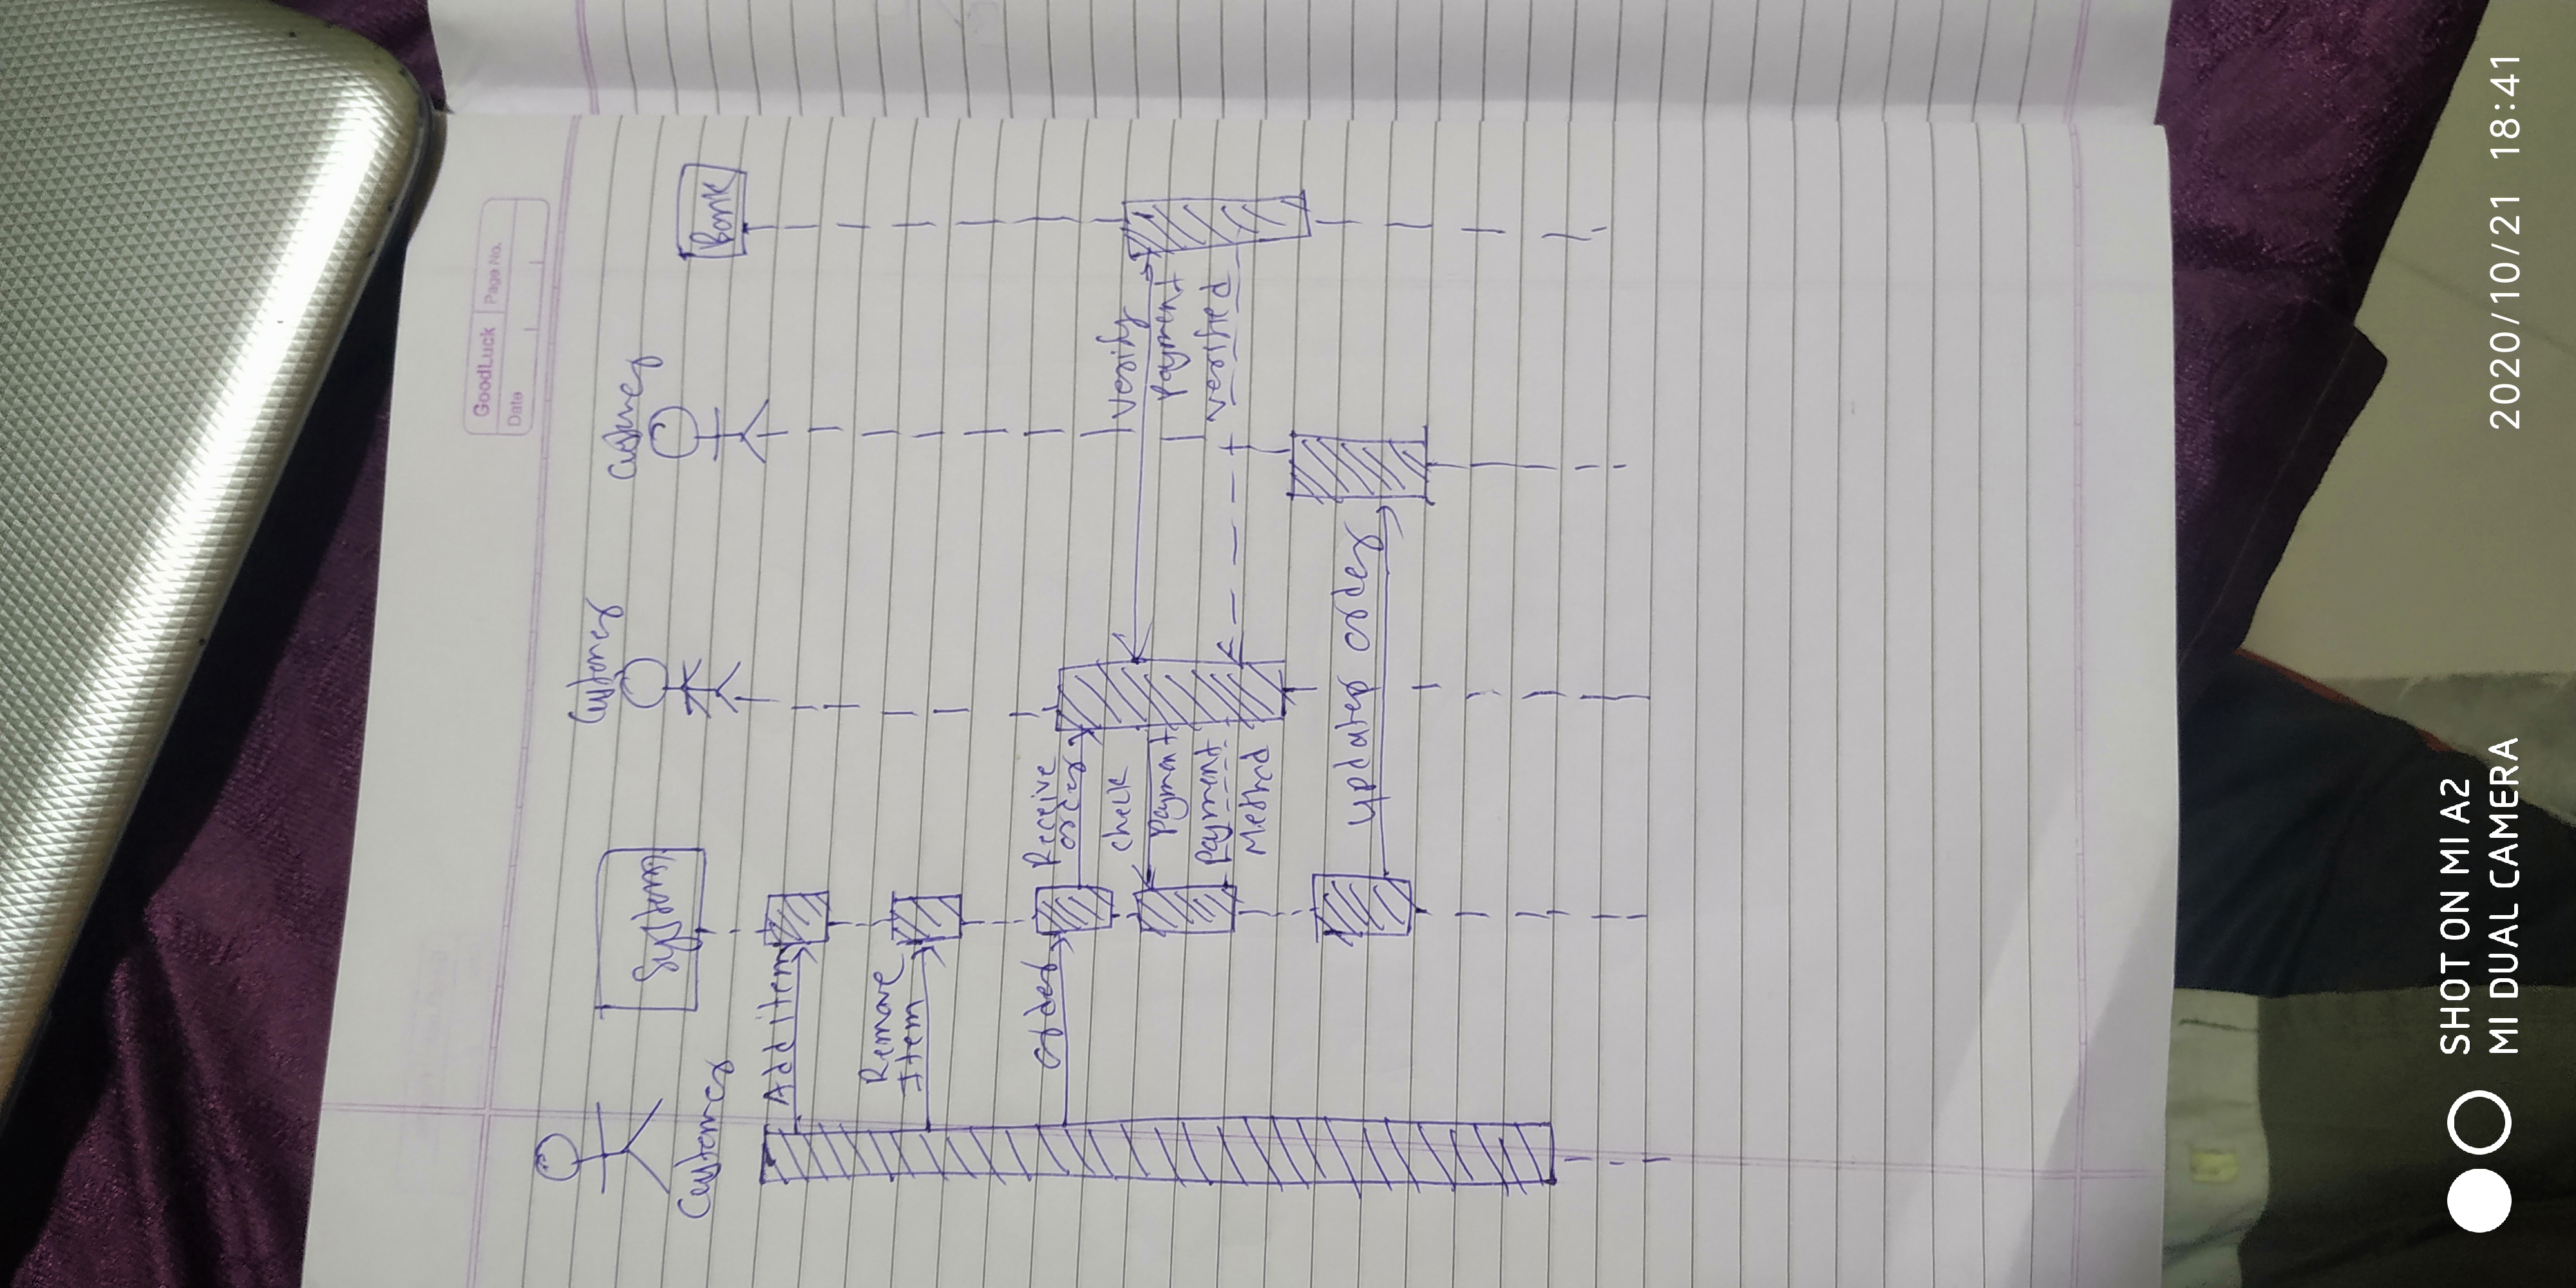 GoodLuck
Page No.
Date
Customer
System
Customer
Customer
Bank
Add item
Remove
Item
order
Receive
order
check
payment
payment
Method
verify
payment
verified
order
SHOT ON MI A2
MI DUAL CAMERA
2020/10/21 18:41